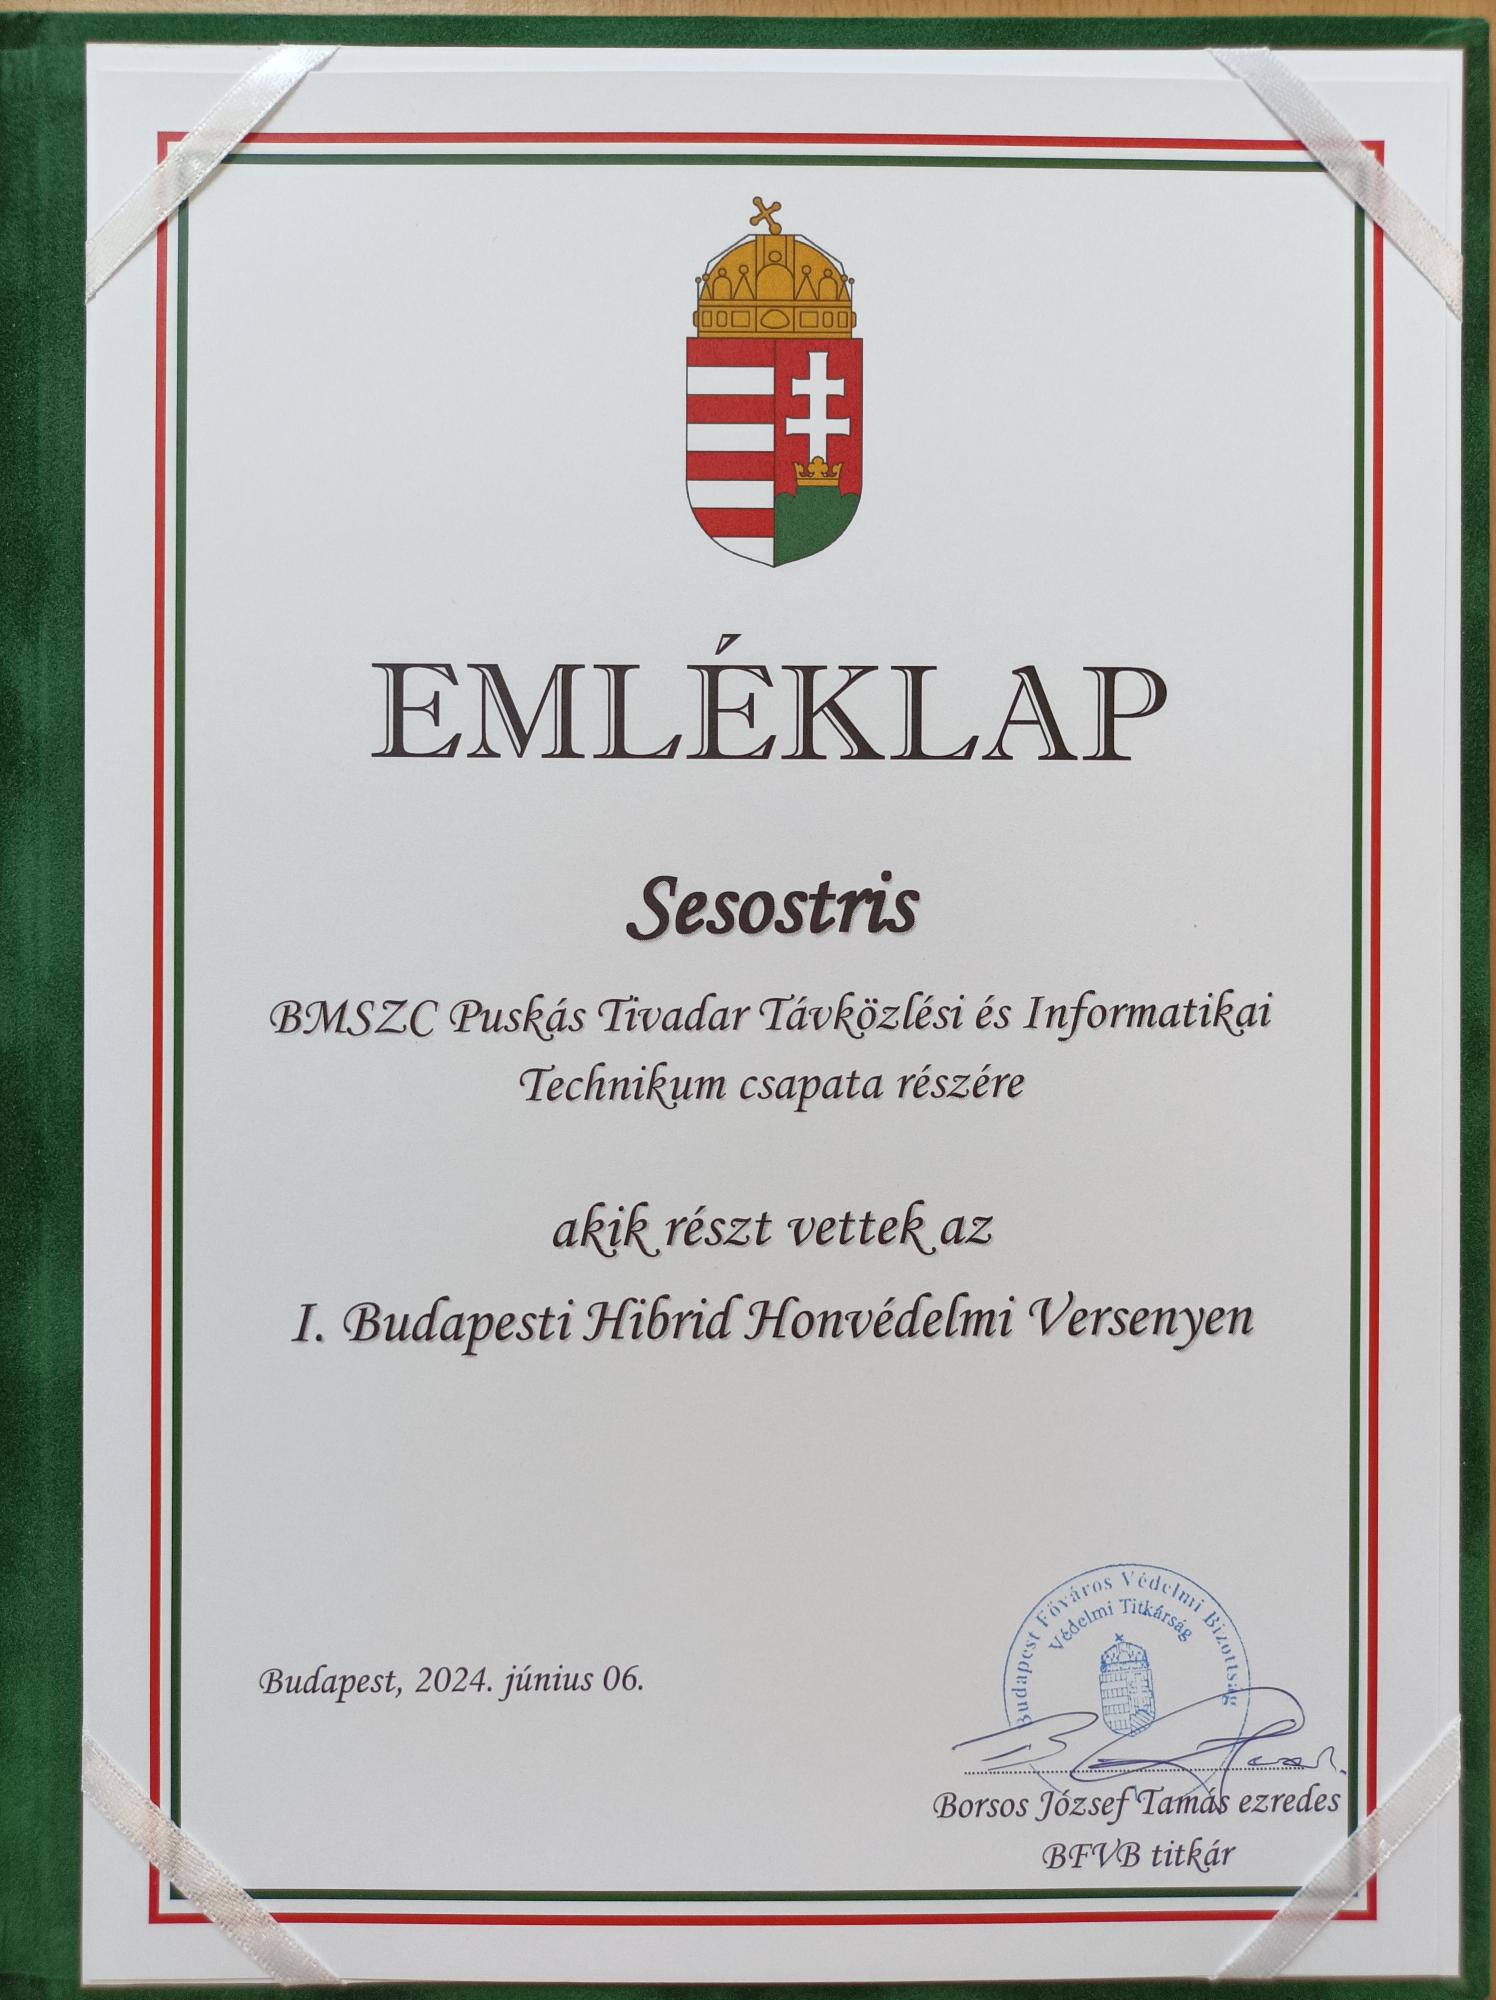 EMLÉKLAP
Sesostris
BMSZC Puskás Tivadar Távközlési és Informatikai
Technikum csapata részére
akik részt vettek az
I. Budapesti Hibrid Honvédelmi Versenyen
Budapest, 2024. június 06.
Budapest Főváros Védelmi Bizottság
Védelmi Titkárság
Borsos József Tamás ezredes
BFVB titkár